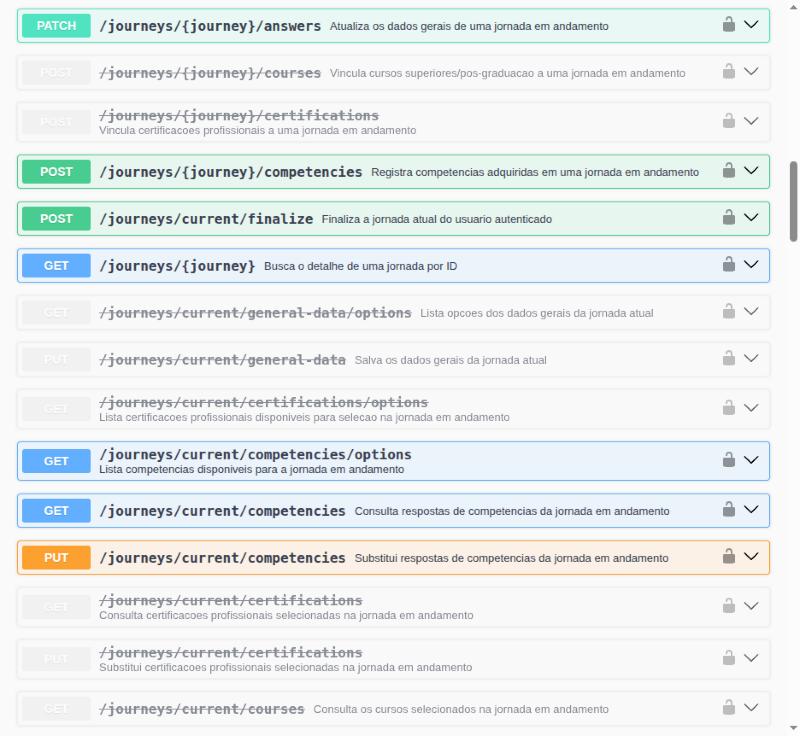 PATCH /journeys/{journey}/answers Atualiza os dados gerais de uma jornada em andamento
POST /journeys/{journey}/courses Vincula cursos superiores/pos-graduacao a uma jornada em andamento
POST /journeys/{journey}/certifications
Vincula certificacoes profissionais a uma jornada em andamento
POST /journeys/{journey}/competencies Registra competencias adquiridas em uma jornada em andamento
POST /journeys/current/finalize Finaliza a jornada atual do usuario autenticado
GET /journeys/{journey} Busca o detalhe de uma jornada por ID
GET /journeys/current/general-data/options Lista opcoes dos dados gerais da jornada atual
PUT /journeys/current/general-data Salva os dados gerais da jornada atual
GET /journeys/current/certifications/options
Lista certificacoes profissionais disponiveis para selecao na jornada em andamento
GET /journeys/current/competencies/options
Lista competencias disponiveis para a jornada em andamento
GET /journeys/current/competencies Consulta respostas de competencias da jornada em andamento
PUT /journeys/current/competencies Substitui respostas de competencias da jornada em andamento
GET /journeys/current/certifications
Consulta certificacoes profissionais selecionadas na jornada em andamento
PUT /journeys/current/certifications
Substitui certificacoes profissionais selecionadas na jornada em andamento
GET /journeys/current/courses Consulta os cursos selecionados na jornada em andamento